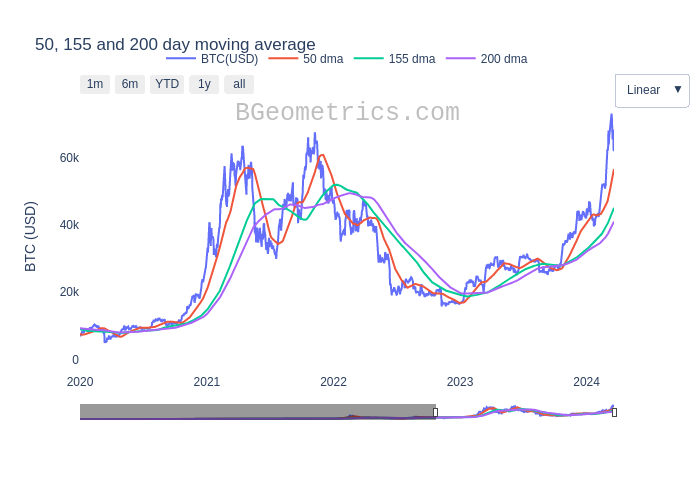 50, 155 and 200 day moving average
BTC(USD) 50 dma 155 dma 200 dma
1m 6m YTD 1y all
Linear ▼
BGeometrics.com
BTC (USD)
60k
40k
20k
0
2020 2021 2022 2023 2024